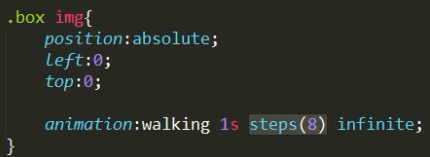 .box img{
position:absolute;
left:0;
top:0;
animation:walking 1s steps(8) infinite;
}